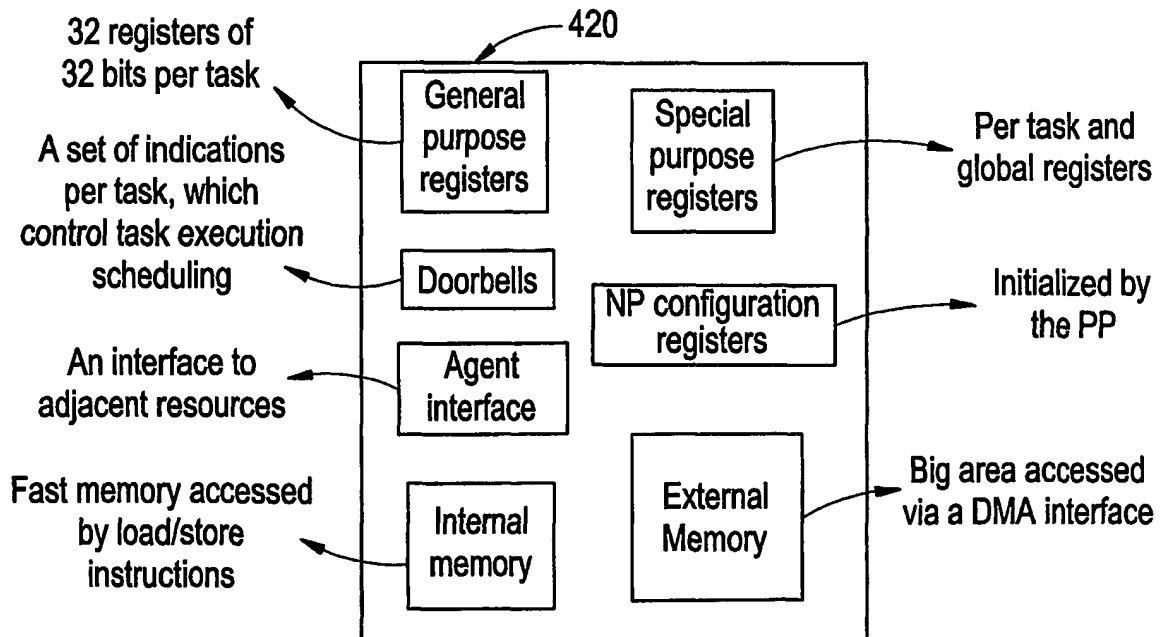 420
32 registers of
32 bits per task
General
purpose
registers
Special
purpose
registers
Per task and
global registers
A set of indications
per task, which
control task execution
scheduling
Doorbells
NP configuration
registers
Initialized by
the PP
An interface to
adjacent resources
Agent
interface
Fast memory accessed
by load/store
instructions
Internal
memory
External
Memory
Big area accessed
via a DMA interface